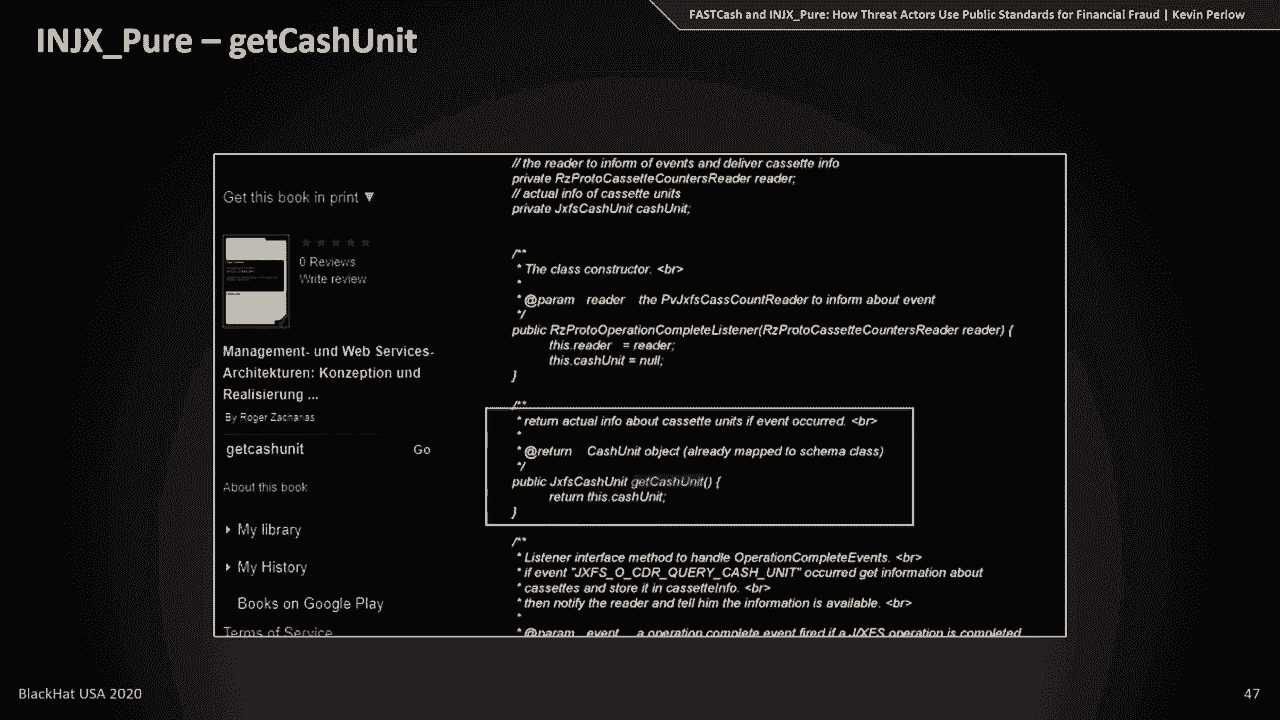 FASTCash and INJX_Pure: How Threat Actors Use Public Standards for Financial Fraud | Kevin Perlow
INJX_Pure – getCashUnit
Get this book in print ▼
0 Reviews
Write review
Management- und Web Services-
Architekturen: Konzeption und
Realisierung ...
By Roger Zacharias
getcashunit Go
About this book
My library
My History
Books on Google Play
Terms of Service
// the reader to inform of events and deliver cassette info
private RzProtoCassetteCountersReader reader;
// actual info of cassette units
private JxfsCashUnit cashUnit;
/**
* The class constructor. <br>
*
* @param reader the PvJxfsCassCountReader to inform about event
*/
public RzProtoOperationCompleteListener(RzProtoCassetteCountersReader reader) {
this.reader = reader;
this.cashUnit = null;
}
/**
* return actual info about cassette units if event occurred. <br>
*
* @return CashUnit object (already mapped to schema class)
*/
public JxfsCashUnit getCashUnit() {
return this.cashUnit;
}
/**
* Listener interface method to handle OperationCompleteEvents. <br>
* if event "JXFS_O_CDR_QUERY_CASH_UNIT" occurred get information about
* cassettes and store it in cassetteInfo. <br>
* then notify the reader and tell him the information is available. <br>
*
* @param event a operation complete event fired if a J/XFS operation is completed
BlackHat USA 2020
47